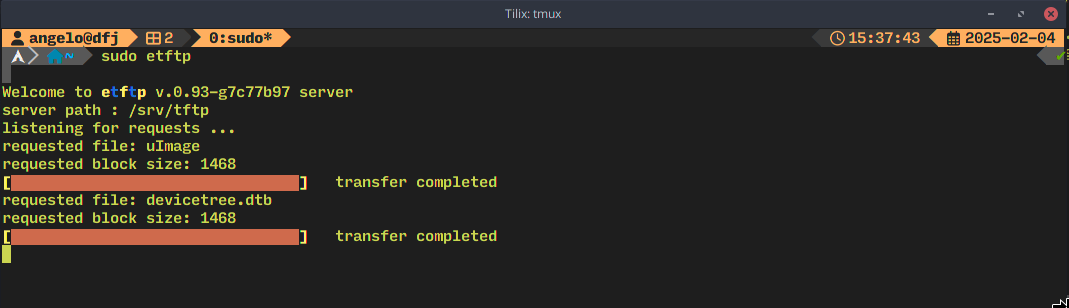 Tilix: tmux
angelo@dfj 2 0:sudo* 15:37:43 2025-02-04
~ sudo etftp
Welcome to etftp v.0.93-g7c77b97 server
server path : /srv/tftp
listening for requests ...
requested file: uImage
requested block size: 1468
[ ] transfer completed
requested file: devicetree.dtb
requested block size: 1468
[ ] transfer completed